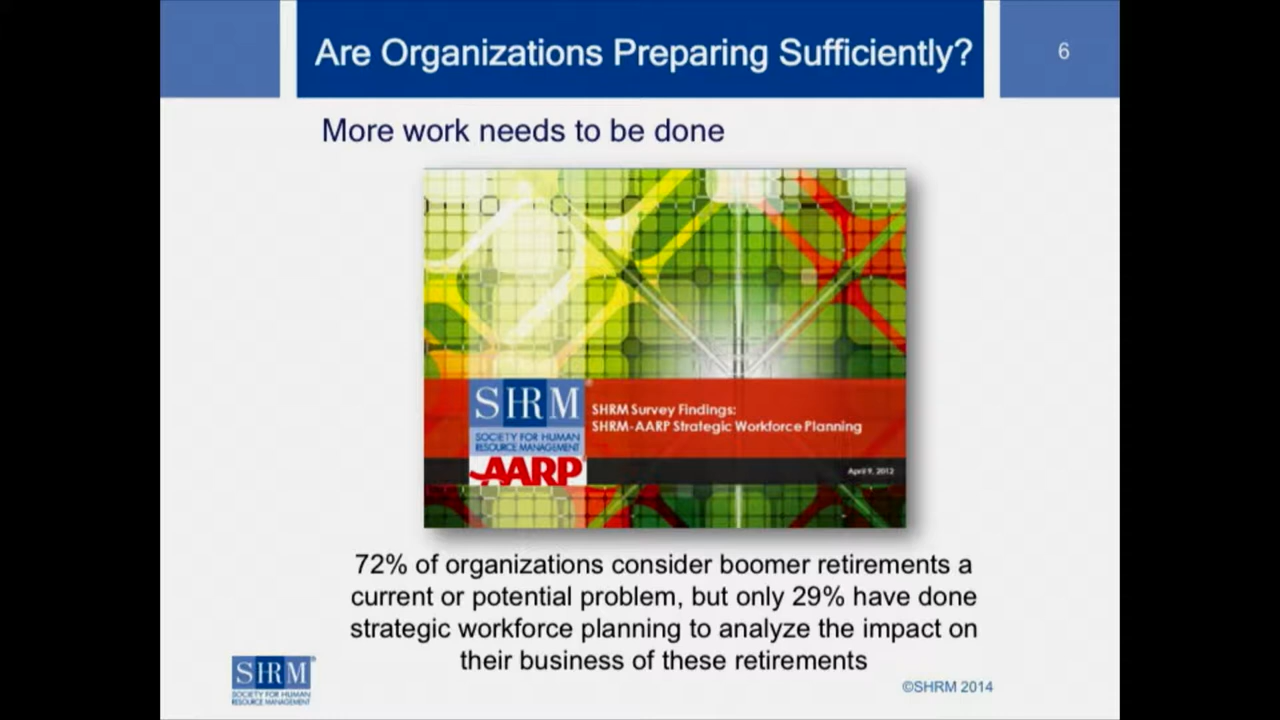 Are Organizations Preparing Sufficiently?
6
More work needs to be done
SHRM®
SOCIETY FOR HUMAN
RESOURCE MANAGEMENT
AARP
SHRM Survey Findings:
SHRM-AARP Strategic Workforce Planning
April 9, 2012
72% of organizations consider boomer retirements a
current or potential problem, but only 29% have done
strategic workforce planning to analyze the impact on
their business of these retirements
SHRM®
SOCIETY FOR HUMAN
RESOURCE MANAGEMENT
©SHRM 2014